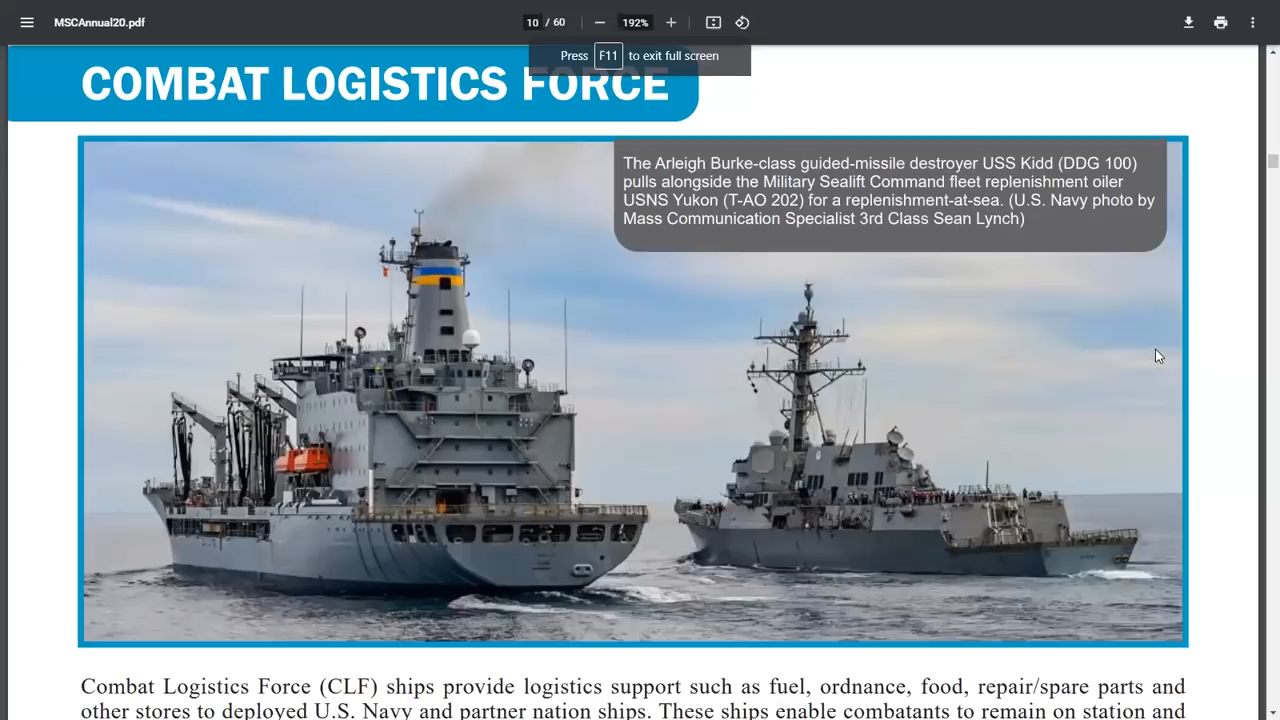 MSCAnnual20.pdf
10 / 60
192%
Press F11 to exit full screen
COMBAT LOGISTICS FORCE
The Arleigh Burke-class guided-missile destroyer USS Kidd (DDG 100)
pulls alongside the Military Sealift Command fleet replenishment oiler
USNS Yukon (T-AO 202) for a replenishment-at-sea. (U.S. Navy photo by
Mass Communication Specialist 3rd Class Sean Lynch)
Combat Logistics Force (CLF) ships provide logistics support such as fuel, ordnance, food, repair/spare parts and
other stores to deployed U.S. Navy and partner nation ships. These ships enable combatants to remain on station and